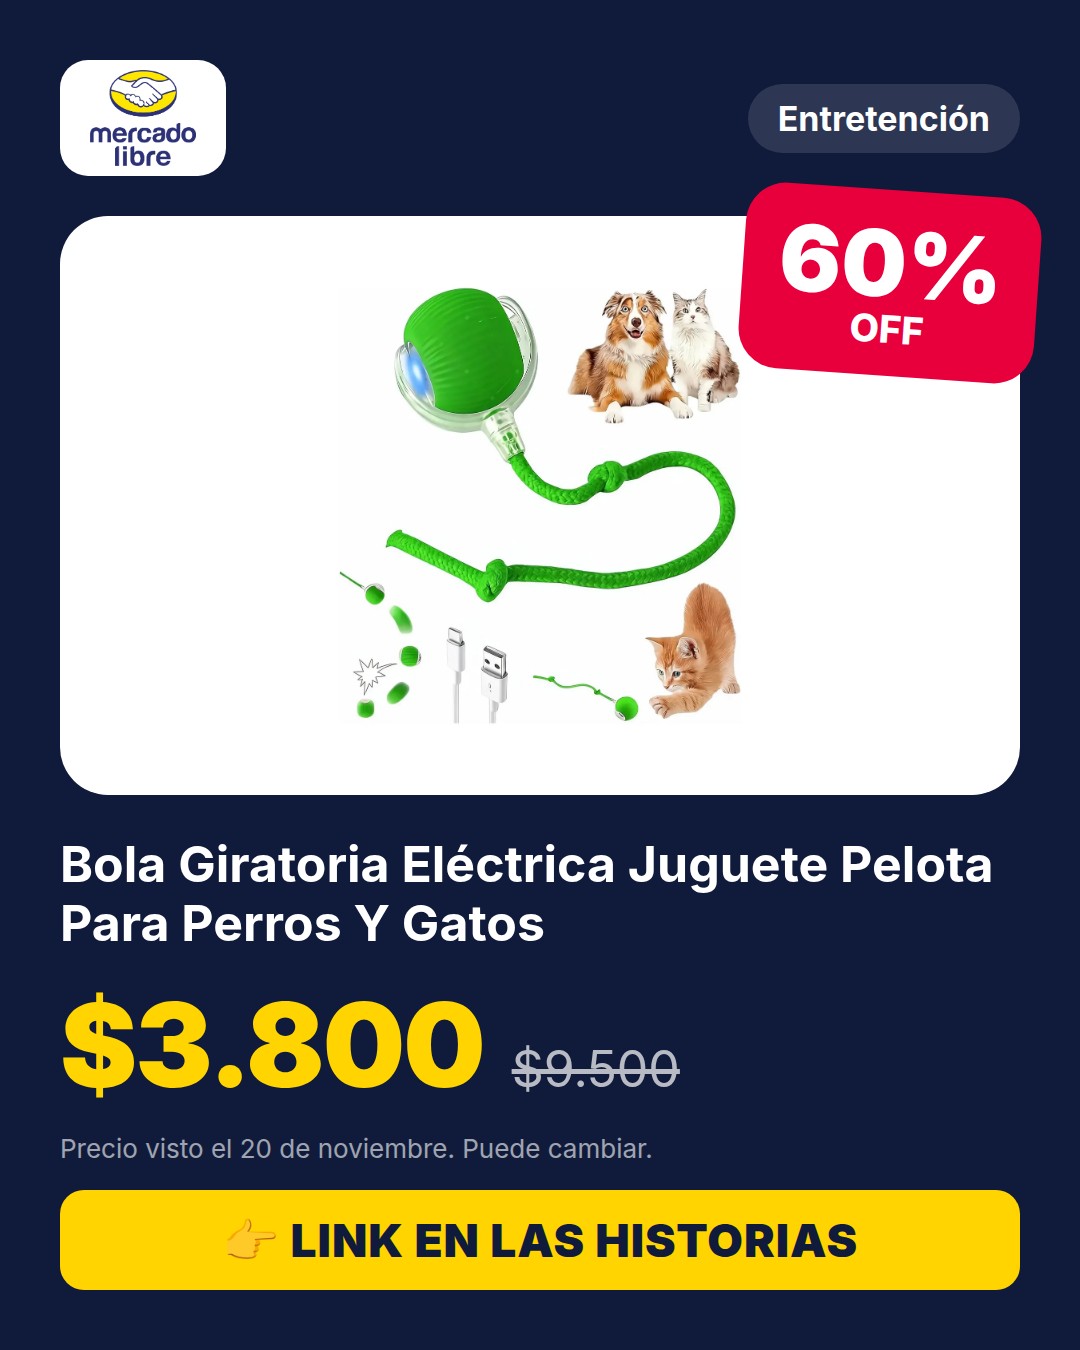 mercado
libre
Entretención
60%
OFF
Bola Giratoria Eléctrica Juguete Pelota
Para Perros Y Gatos
$3.800 $9.500
Precio visto el 20 de noviembre. Puede cambiar.
👉 LINK EN LAS HISTORIAS